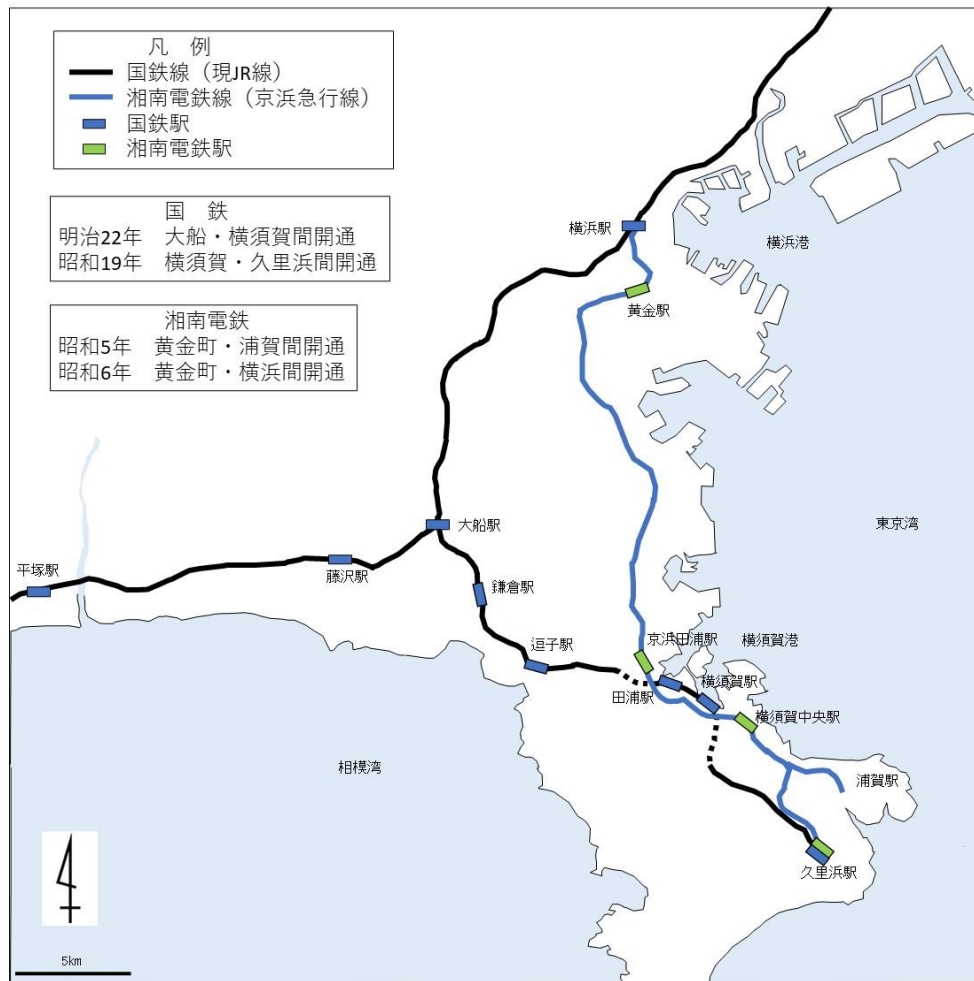 凡　例
国鉄線（現JR線）
湘南電鉄線（京浜急行線）
国鉄駅
湘南電鉄駅
国　鉄
明治22年　大船・横須賀間開通
昭和19年　横須賀・久里浜間開通
湘南電鉄
昭和5年　黄金町・浦賀間開通
昭和6年　黄金町・横浜間開通
横浜駅
横浜港
黄金駅
東京湾
大船駅
平塚駅
藤沢駅
鎌倉駅
逗子駅
京浜田浦駅
横須賀港
田浦駅
横須賀駅
横須賀中央駅
相模湾
浦賀駅
久里浜駅
5km